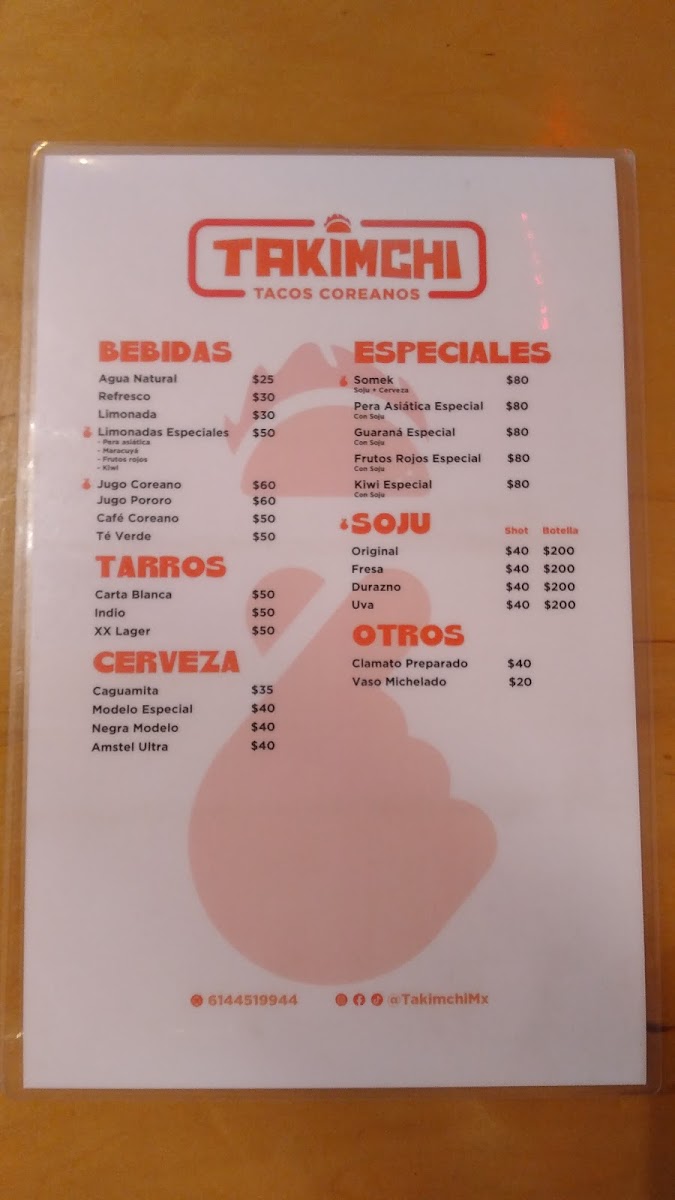 TAKIMCHI
TACOS COREANOS
BEBIDAS
Agua Natural $25
Refresco $30
Limonada $30
Limonadas Especiales $50
- Pera asiática
- Maracuyá
- Frutos rojos
- Kiwi
Jugo Coreano $60
Jugo Pororo $60
Café Coreano $50
Té Verde $50
TARROS
Carta Blanca $50
Indio $50
XX Lager $50
CERVEZA
Caguamita $35
Modelo Especial $40
Negra Modelo $40
Amstel Ultra $40
ESPECIALES
Somek $80
Soju + Cerveza
Pera Asiática Especial $80
Con Soju
Guaraná Especial $80
Con Soju
Frutos Rojos Especial $80
Con Soju
Kiwi Especial $80
Con Soju
SOJU Shot Botella
Original $40 $200
Fresa $40 $200
Durazno $40 $200
Uva $40 $200
OTROS
Clamato Preparado $40
Vaso Michelado $20
6144519944 @TakimchiMx